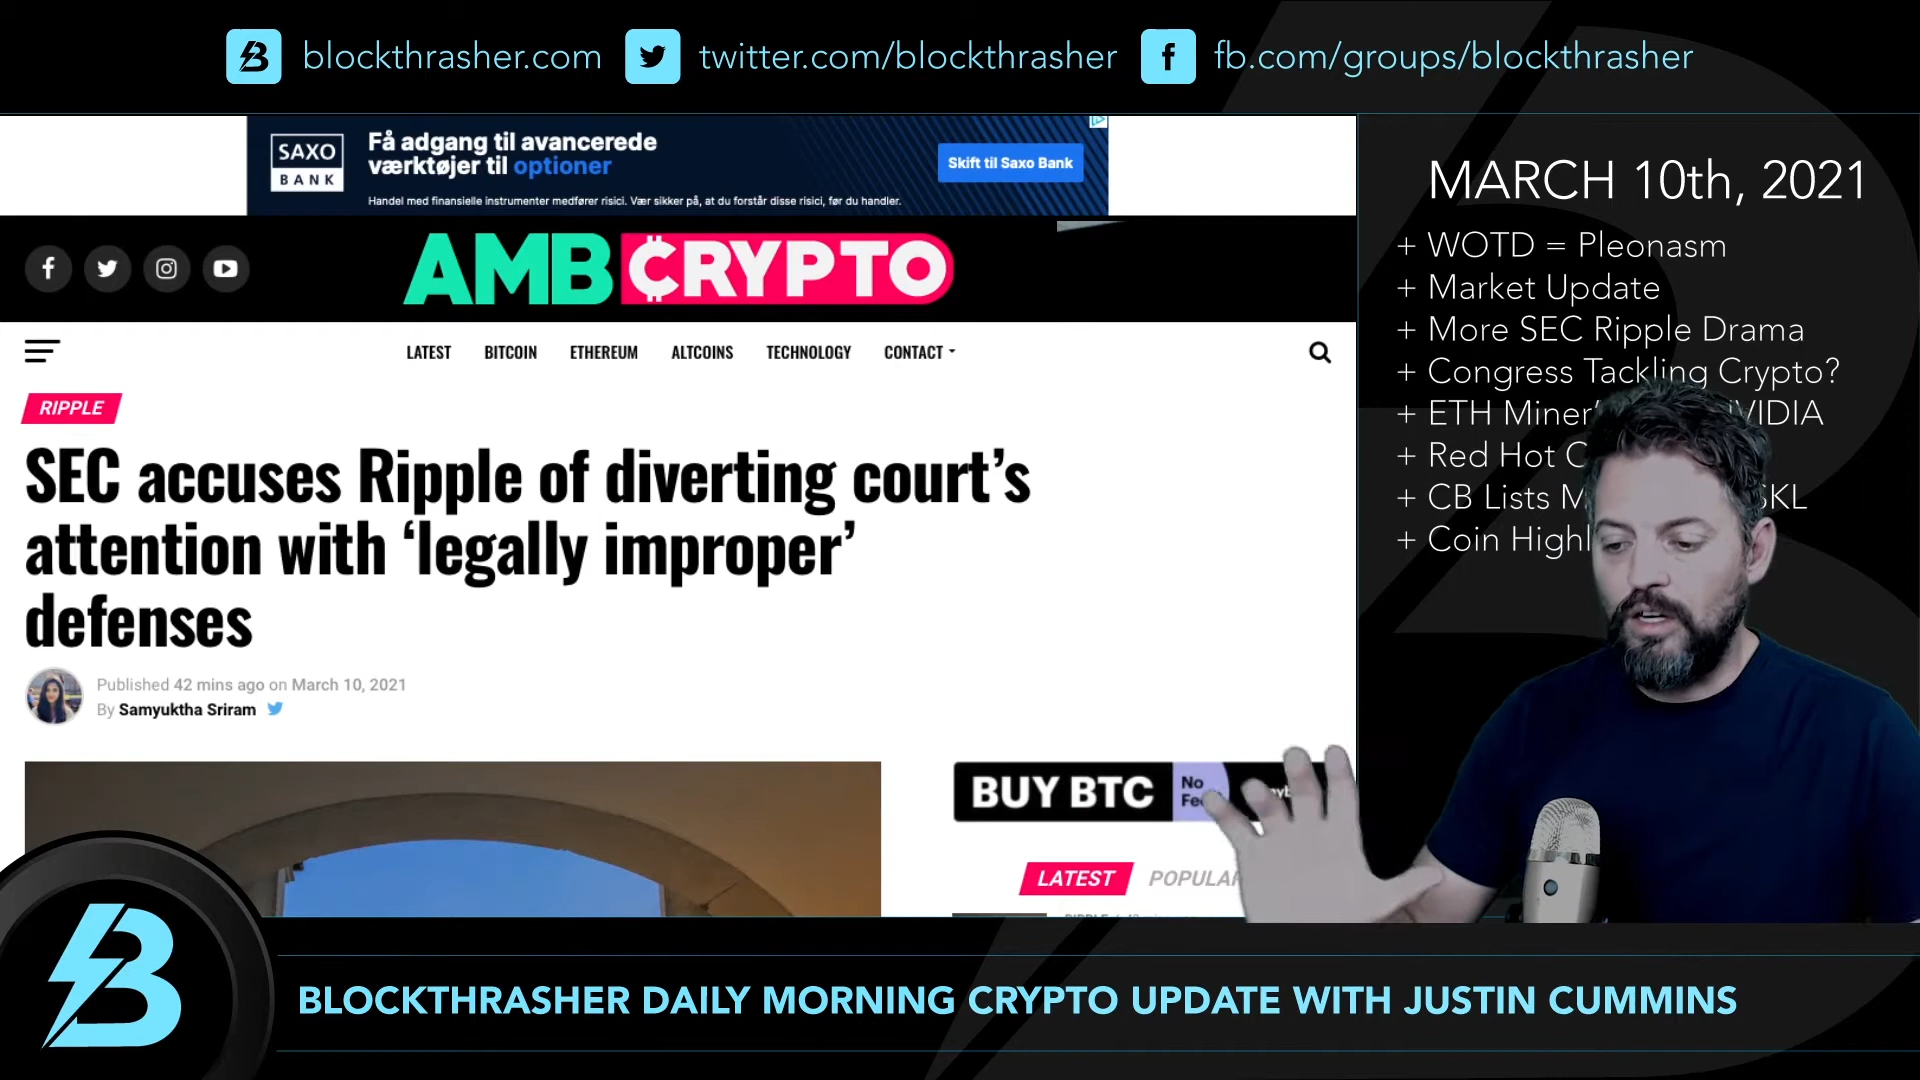 blockthrasher.com twitter.com/blockthrasher fb.com/groups/blockthrasher
SAXO
BANK
Få adgang til avancerede
værktøjer til optioner
Handel med finansielle instrumenter medfører risici. Vær sikker på, at du forstår disse risici, før du handler.
Skift til Saxo Bank
AMBCRYPTO
LATEST BITCOIN ETHEREUM ALTCOINS TECHNOLOGY CONTACT
RIPPLE
SEC accuses Ripple of diverting court’s
attention with ‘legally improper’
defenses
Published 42 mins ago on March 10, 2021
By Samyuktha Sriram
BUY BTC
No
LATEST POPULAR
MARCH 10th, 2021
+ WOTD = Pleonasm
+ Market Update
+ More SEC Ripple Drama
+ Congress Tackling Crypto?
+ ETH
+ Red Hot
+ CB Lists SKL
+ Coin
BLOCKTHRASHER DAILY MORNING CRYPTO UPDATE WITH JUSTIN CUMMINS